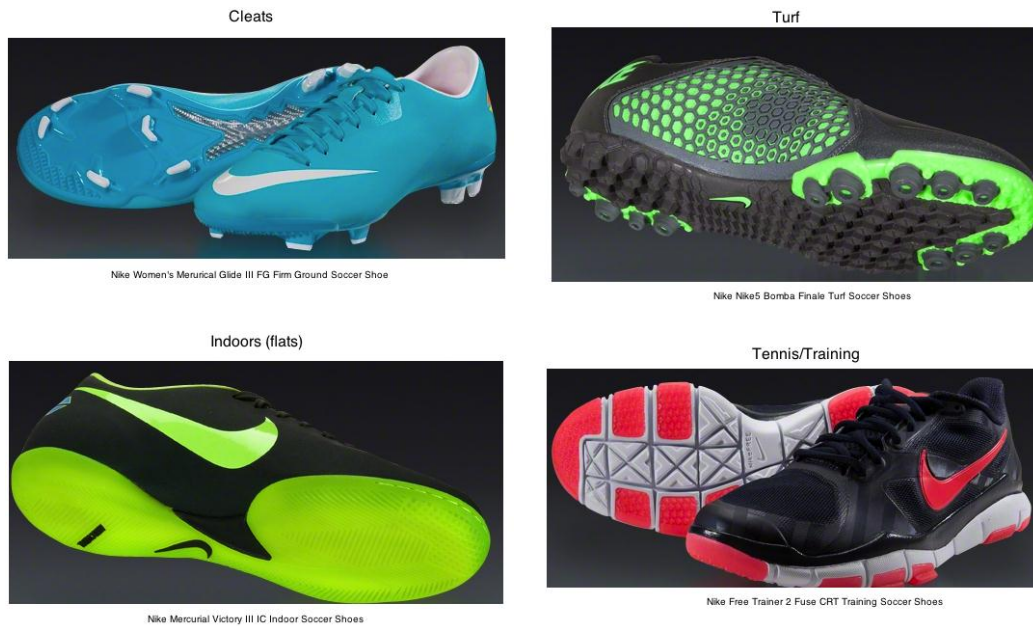 Cleats
Turf
Nike Women's Merurical Glide III FG Firm Ground Soccer Shoe
Nike Nike5 Bomba Finale Turf Soccer Shoes
Indoors (flats)
Tennis/Training
Nike Mercurial Victory III IC Indoor Soccer Shoes
Nike Free Trainer 2 Fuse CRT Training Soccer Shoes